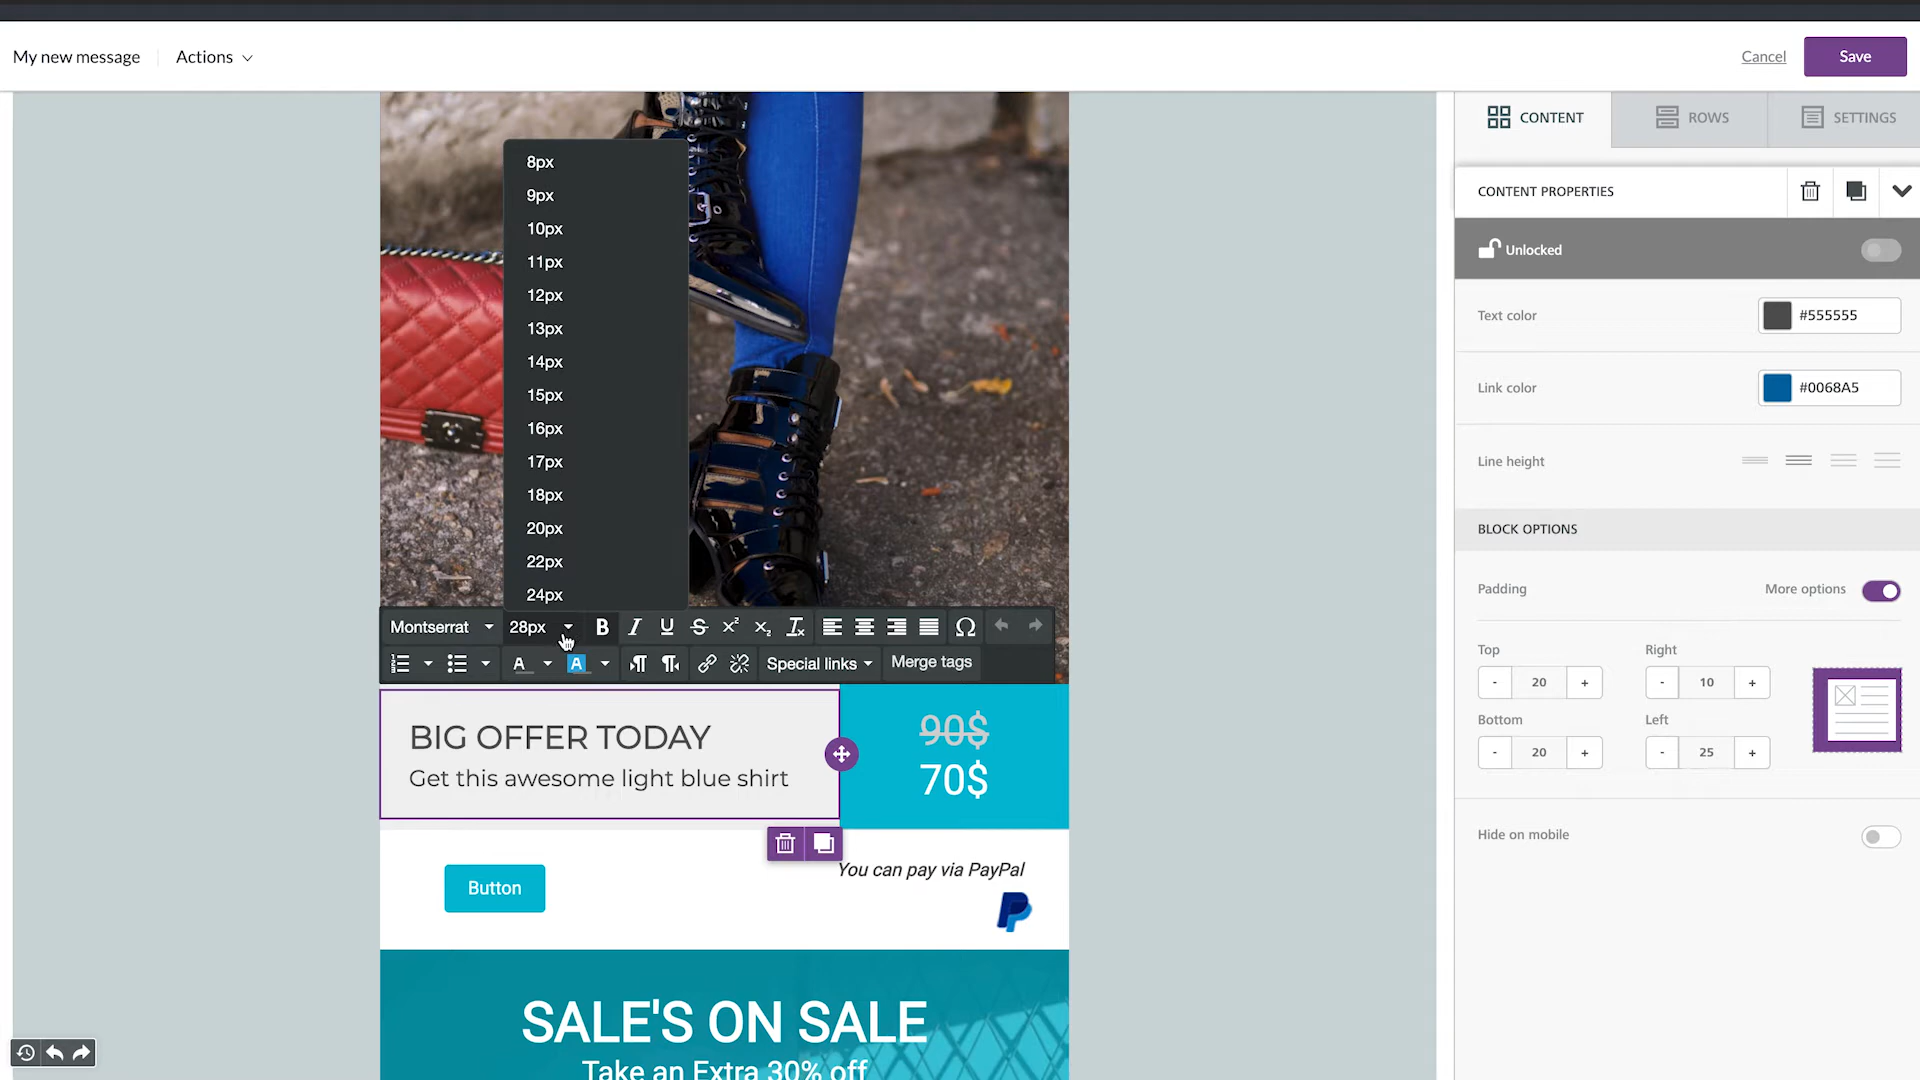 My new message
Actions
Cancel
Save
CONTENT
ROWS
SETTINGS
CONTENT PROPERTIES
Unlocked
Text color
#555555
Link color
#0068A5
Line height
BLOCK OPTIONS
Padding
More options
Top
Right
- 20 +
- 10 +
Bottom
Left
- 20 +
- 25 +
Hide on mobile
8px
9px
10px
11px
12px
13px
14px
15px
16px
17px
18px
20px
22px
24px
Montserrat
28px
B I U S x² x₂ Tx Ω
A
A
Special links
Merge tags
BIG OFFER TODAY
Get this awesome light blue shirt
90$
70$
Button
You can pay via PayPal
SALE'S ON SALE
Take an Extra 30% off